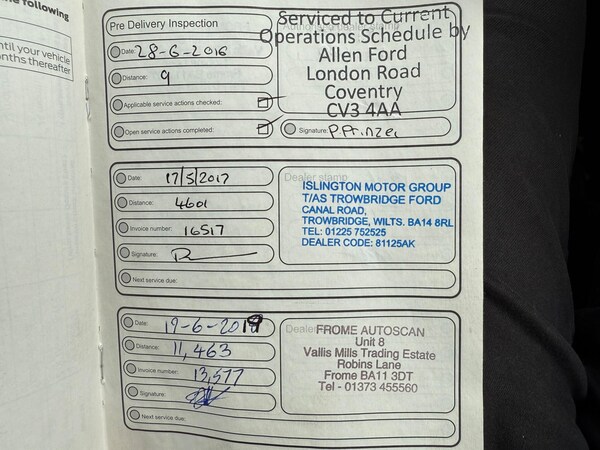 e following
ntil your vehicle
onths thereafter
Pre Delivery Inspection
Date: 28-6-2016
Distance: 9
Applicable service actions checked:
Open service actions completed:
Serviced to Current
Operations Schedule by
Allen Ford
London Road
Coventry
CV3 4AA
Signature:
Date: 17/5/2017
Distance: 4601
Invoice number: 16517
Signature:
Next service due:
Dealer stamp
ISLINGTON MOTOR GROUP
T/AS TROWBRIDGE FORD
CANAL ROAD,
TROWBRIDGE, WILTS. BA14 8RL
TEL: 01225 752525
DEALER CODE: 81125AK
Date: 19-6-2019
Distance: 11,463
Invoice number: 13,577
Signature:
Next service due:
Dealer
FROME AUTOSCAN
Unit 8
Vallis Mills Trading Estate
Robins Lane
Frome BA11 3DT
Tel - 01373 455560